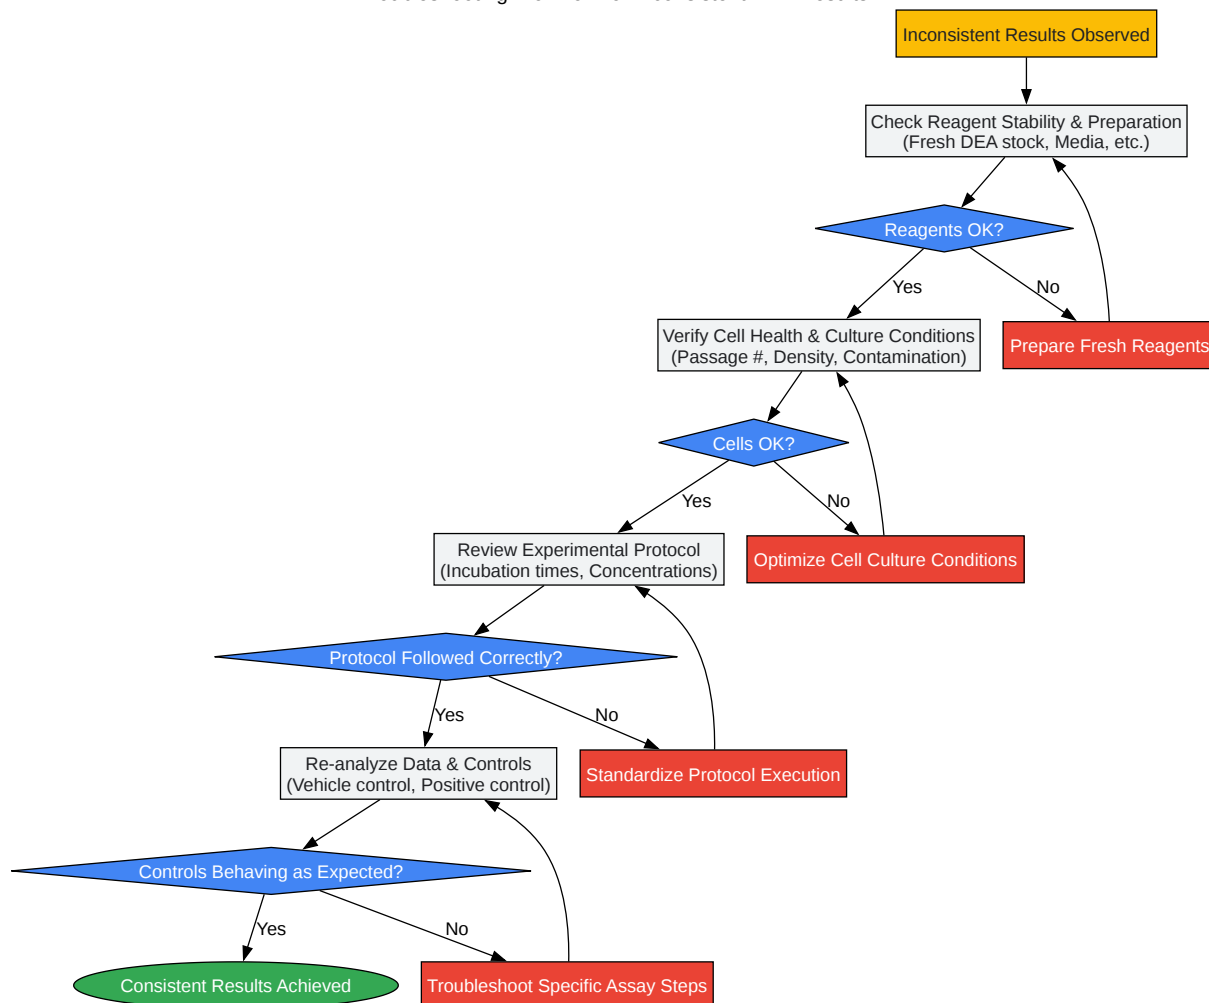 Inconsistent Results Observed
Check Reagent Stability & Preparation
(Fresh DEA stock, Media, etc.)
Reagents OK?
Yes
No
Verify Cell Health & Culture Conditions
(Passage #, Density, Contamination)
Prepare Fresh Reagents
Cells OK?
Yes
No
Review Experimental Protocol
(Incubation times, Concentrations)
Optimize Cell Culture Conditions
Protocol Followed Correctly?
Yes
No
Re-analyze Data & Controls
(Vehicle control, Positive control)
Standardize Protocol Execution
Controls Behaving as Expected?
Yes
No
Consistent Results Achieved
Troubleshoot Specific Assay Steps